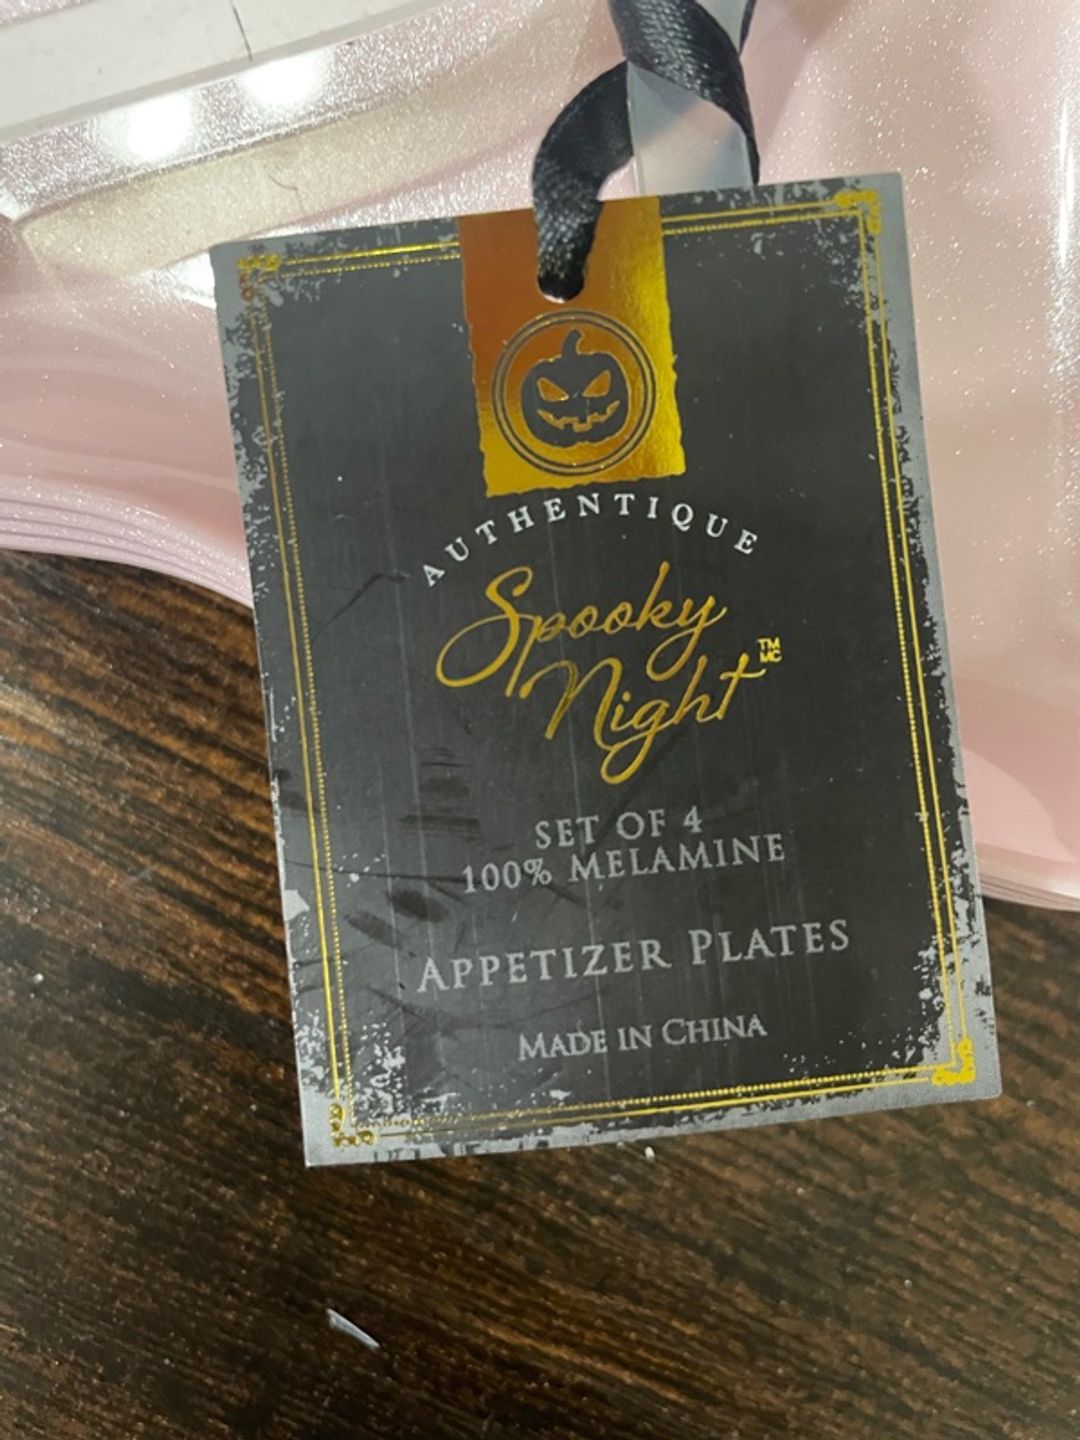 AUTHENTIQUE
Spooky
Night TM
MC
SET OF 4
100% MELAMINE
APPETIZER PLATES
MADE IN CHINA